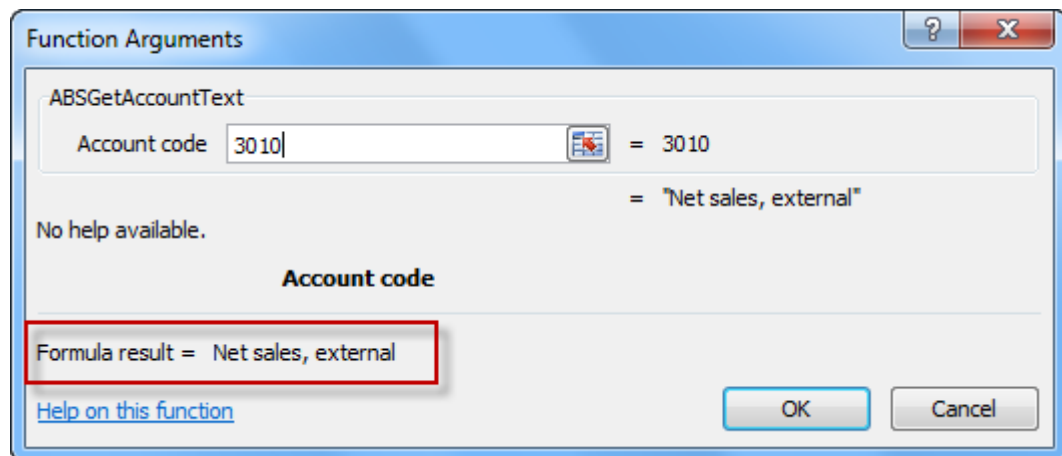 Function Arguments
ABSGetAccountText
Account code 3010 = 3010
= "Net sales, external"
No help available.
Account code
Formula result = Net sales, external
Help on this function
OK Cancel